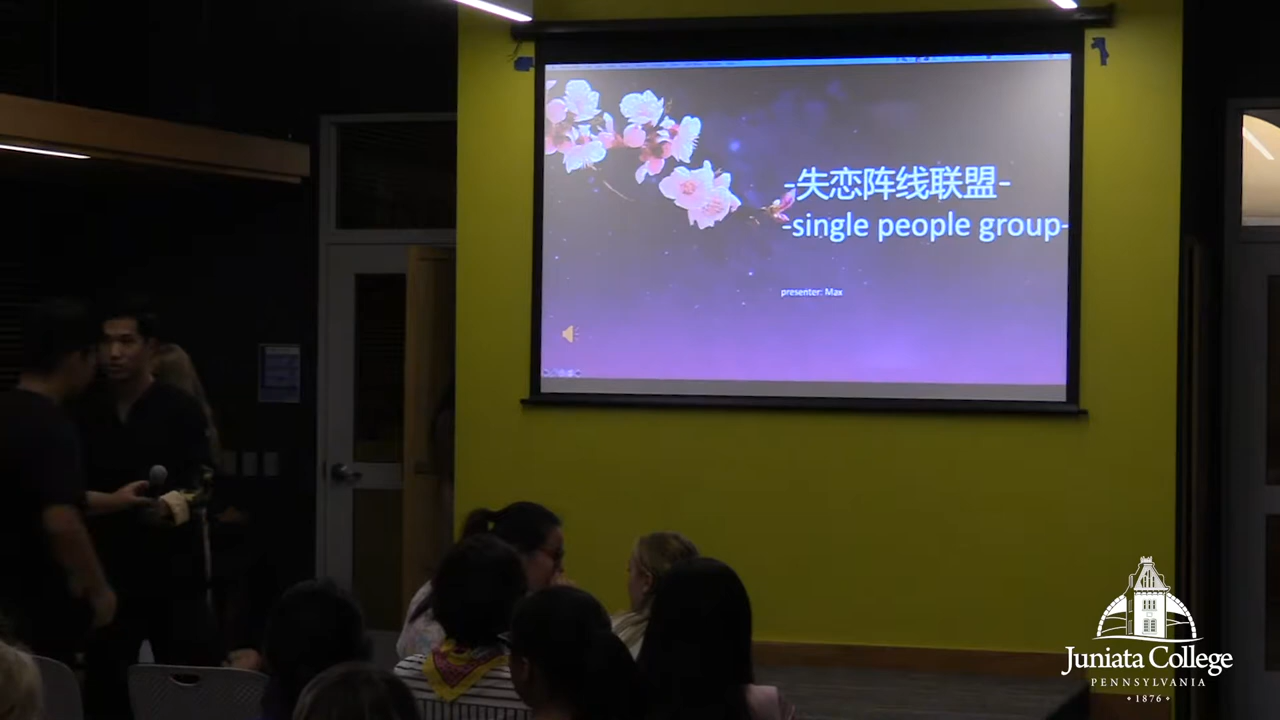 -失恋阵线联盟-
-single people group-
presenter: Max
Juniata College
PENNSYLVANIA
• 1876 •